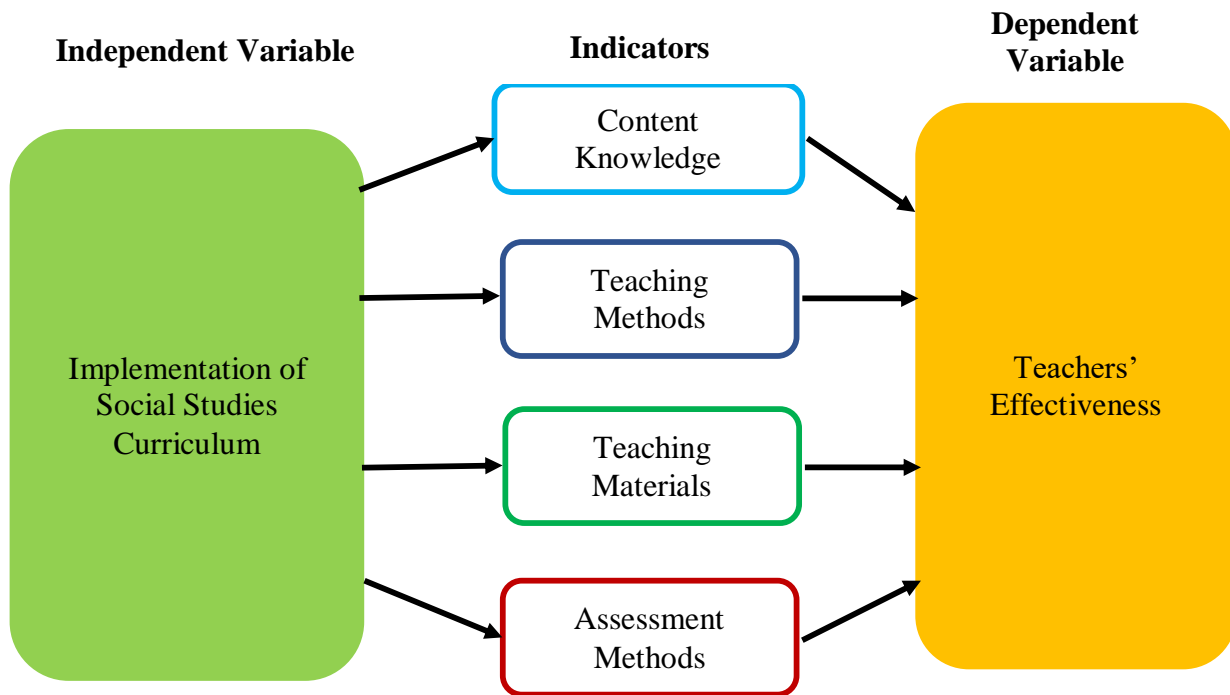 Independent Variable
Indicators
Dependent
Variable
Implementation of
Social Studies
Curriculum
Content
Knowledge
Teaching
Methods
Teaching
Materials
Assessment
Methods
Teachers’
Effectiveness